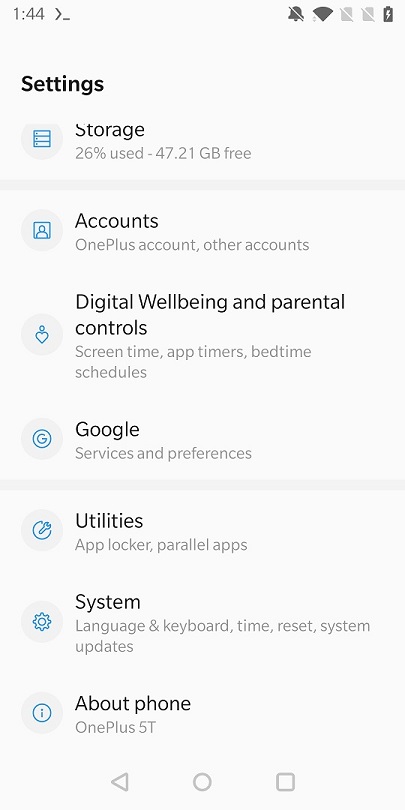 1:44 >_
Settings
Storage
26% used - 47.21 GB free
Accounts
OnePlus account, other accounts
Digital Wellbeing and parental
controls
Screen time, app timers, bedtime
schedules
Google
Services and preferences
Utilities
App locker, parallel apps
System
Language & keyboard, time, reset, system
updates
About phone
OnePlus 5T